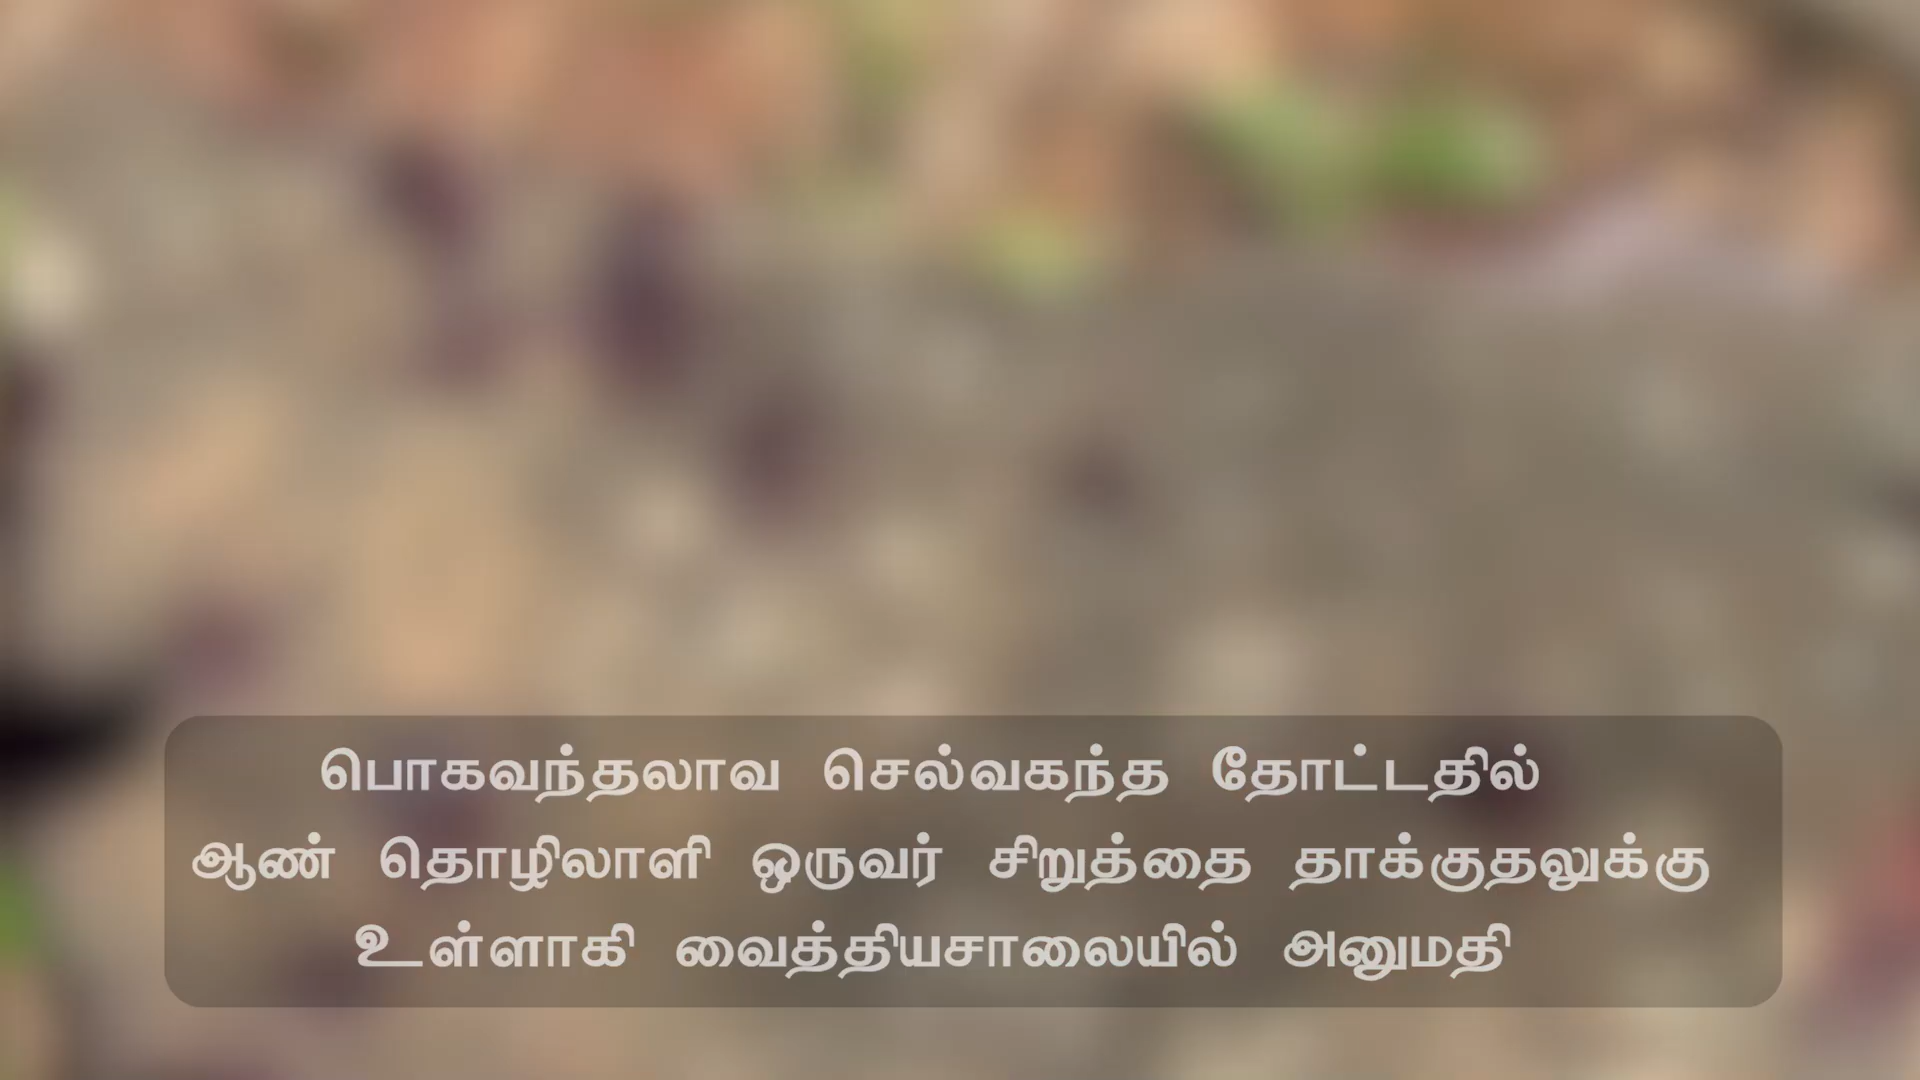 பொகவந்தலாவ செல்வகந்த தோட்டதில்
ஆண் தொழிலாளி ஒருவர் சிறுத்தை தாக்குதலுக்கு
உள்ளாகி வைத்தியசாலையில் அனுமதி